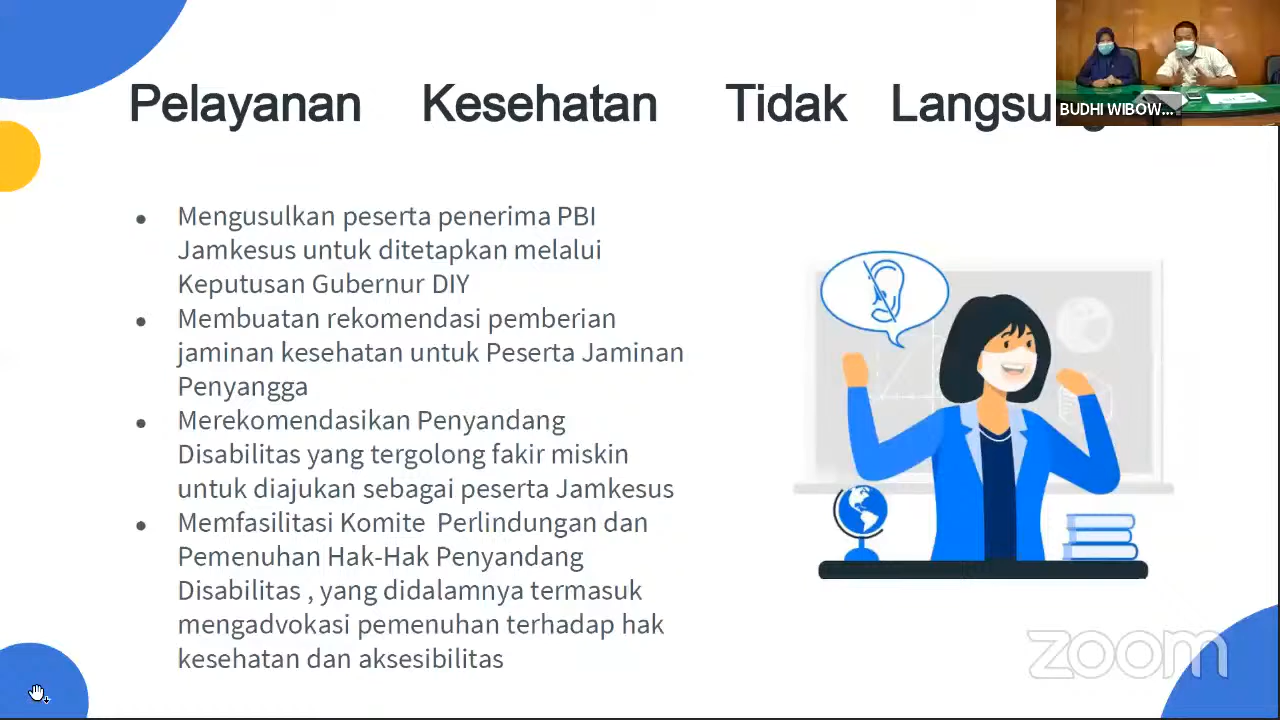 Pelayanan Kesehatan Tidak
BUDHI WIBOW...
Mengusulkan peserta penerima PBI
Jamkesus untuk ditetapkan melalui
Keputusan Gubernur DIY
Membuatan rekomendasi pemberian
jaminan kesehatan untuk Peserta Jaminan
Penyangga
Merekomendasikan Penyandang
Disabilitas yang tergolong fakir miskin
untuk diajukan sebagai peserta Jamkesus
Memfasilitasi Komite Perlindungan dan
Pemenuhan Hak-Hak Penyandang
Disabilitas , yang didalamnya termasuk
mengadvokasi pemenuhan terhadap hak
kesehatan dan aksesibilitas
zoom